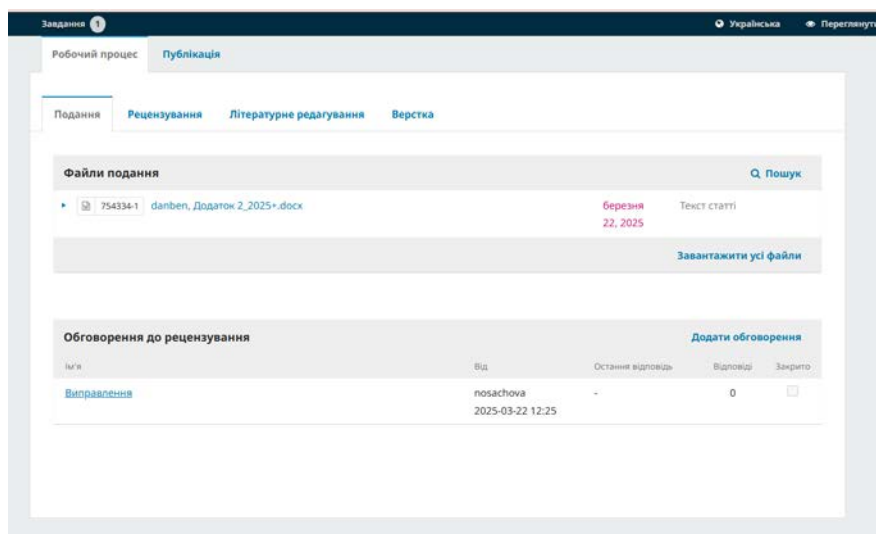 Завдання 1 Українська Переглянути
Робочий процес Публікація
Подання Рецензування Літературне редагування Верстка
Файли подання Пошук
754334-1 danben, Додаток 2_2025+.docx березня Текст статті
22, 2025
Завантажити усі файли
Обговорення до рецензування Додати обговорення
Ім'я Від Остання відповідь Відповіді Закрито
Виправлення nosachova - 0
2025-03-22 12:25